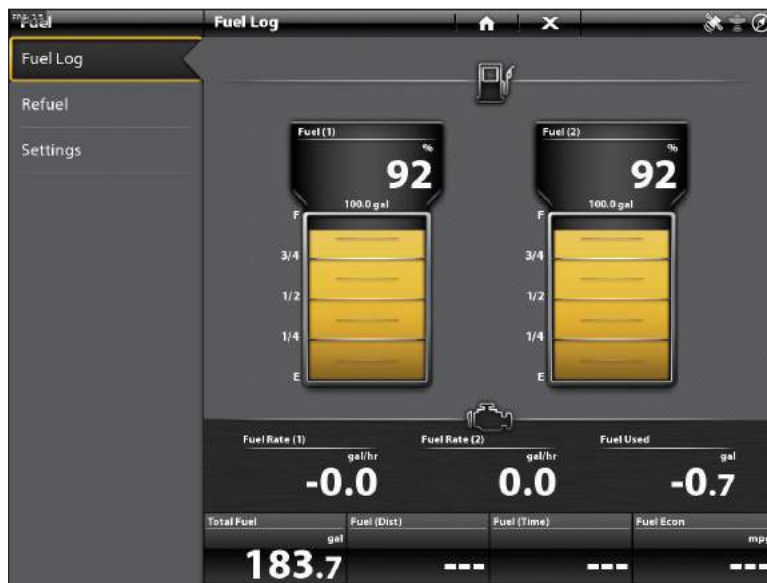 Fuel
Fuel Log
Fuel Log
Refuel
Settings
Fuel (1)
%
92
100.0 gal
F
3/4
1/2
1/4
E
Fuel (2)
%
92
100.0 gal
F
3/4
1/2
1/4
E
Fuel Rate (1)
gal/hr
-0.0
Fuel Rate (2)
gal/hr
0.0
Fuel Used
gal
-0.7
Total Fuel
gal
183.7
Fuel (Dist)
---
Fuel (Time)
---
Fuel Econ
mpg
---